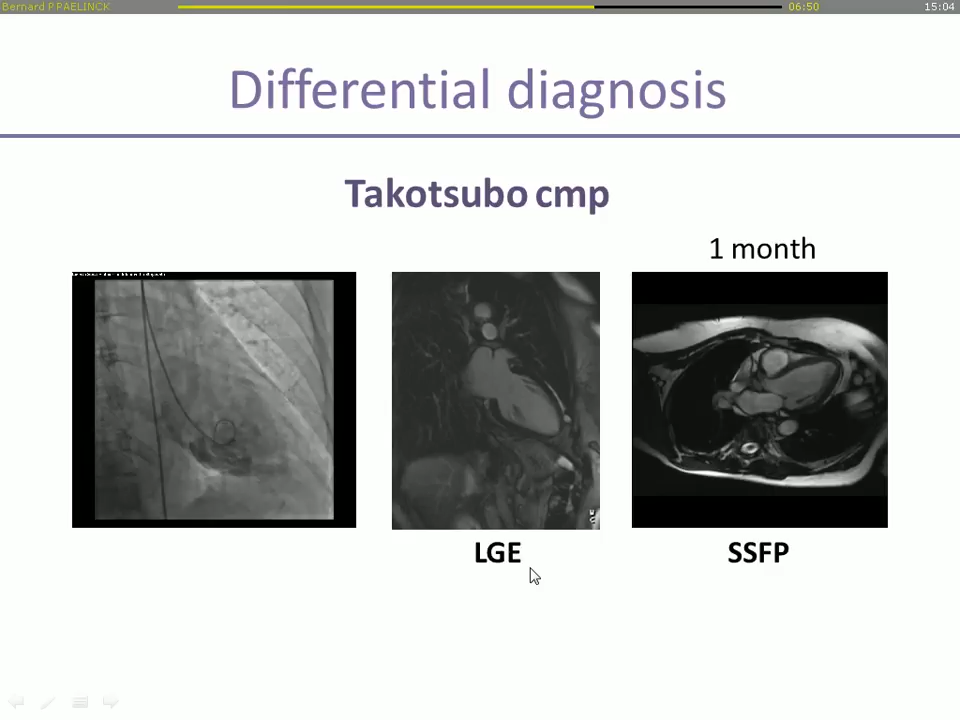 Bernard P.PAELINCK 06:50 15:04
Differential diagnosis
Takotsubo cmp
1 month
LGE
SSFP